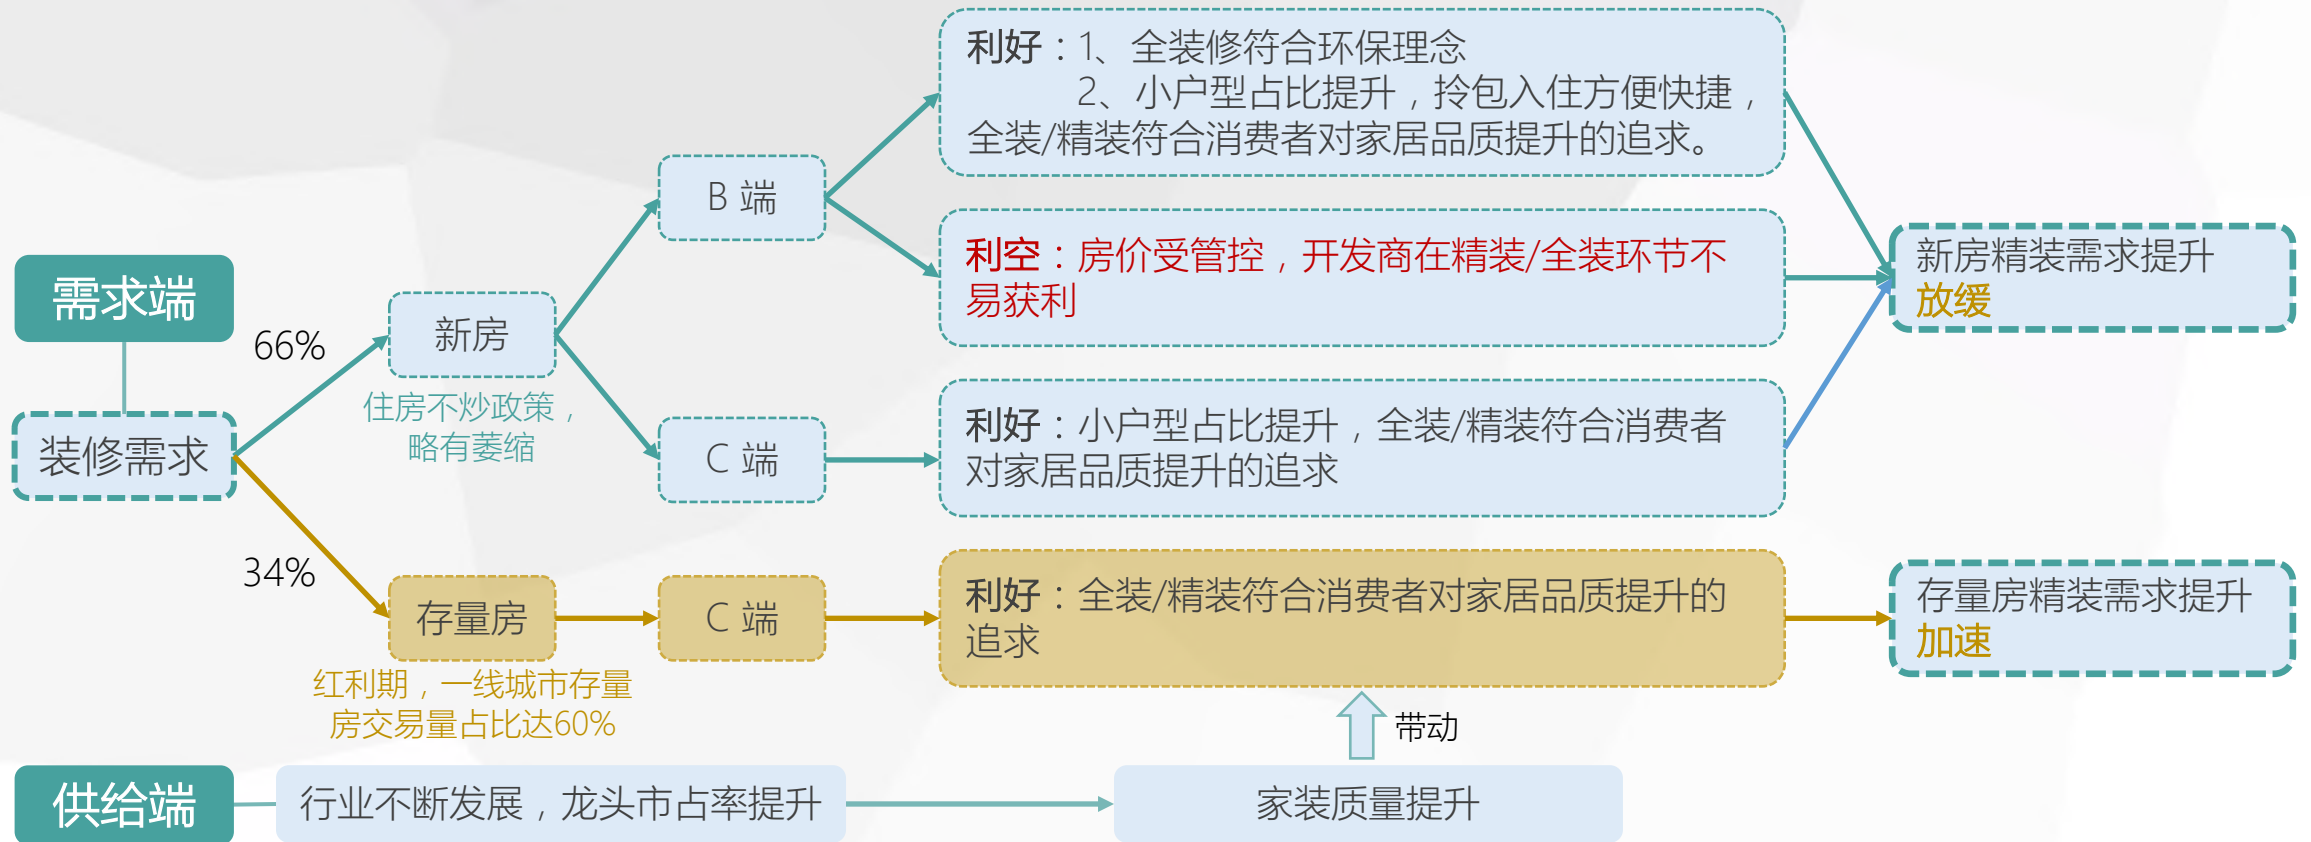 利好：1、全装修符合环保理念
2、小户型占比提升，拎包入住方便快捷，
全装/精装符合消费者对家居品质提升的追求。
B 端
利空：房价受管控，开发商在精装/全装环节不
易获利
新房精装需求提升
放缓
需求端
66%
新房
住房不炒政策，
略有萎缩
装修需求
C 端
利好：小户型占比提升，全装/精装符合消费者
对家居品质提升的追求
34%
存量房
红利期，一线城市存量
房交易量占比达60%
C 端
利好：全装/精装符合消费者对家居品质提升的
追求
存量房精装需求提升
加速
带动
供给端
行业不断发展，龙头市占率提升
家装质量提升